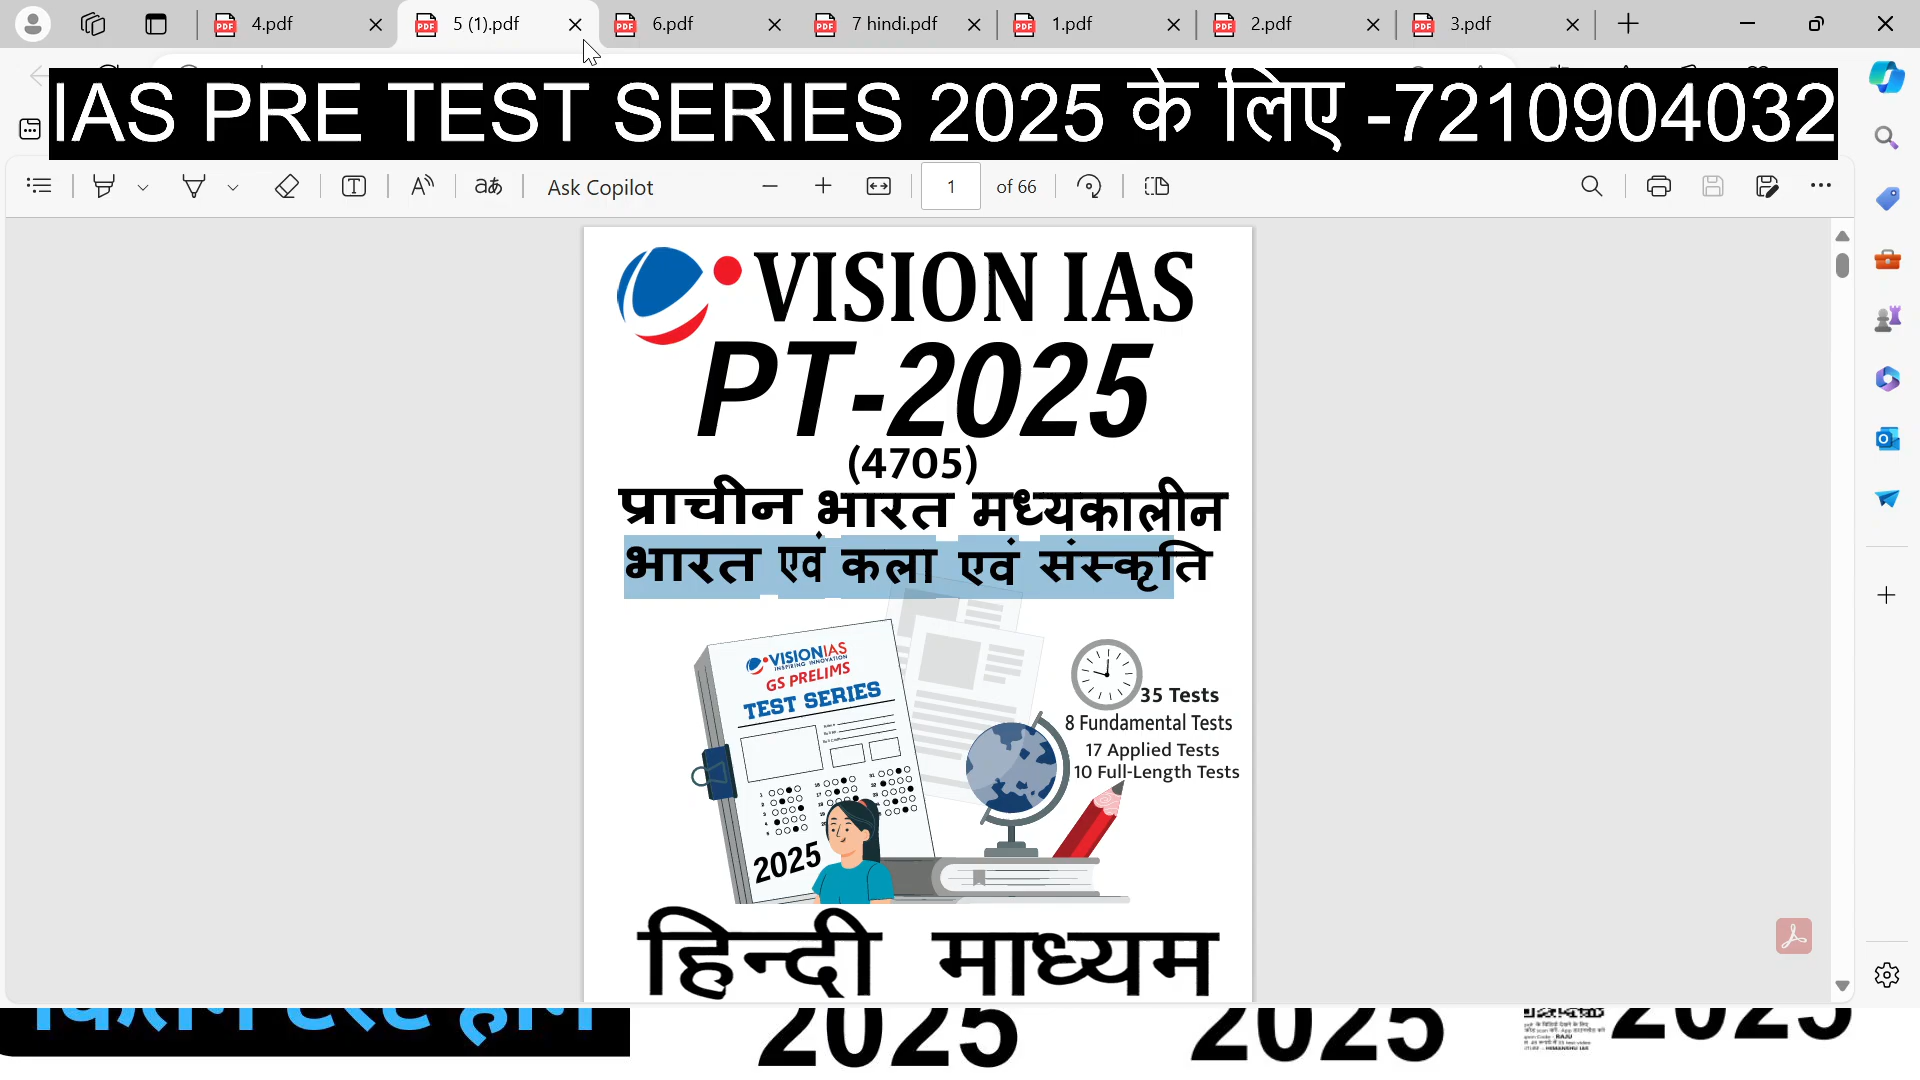 4.pdf
5 (1).pdf
6.pdf
7 hindi.pdf
1.pdf
2.pdf
3.pdf
IAS PRE TEST SERIES 2025 के लिए -7210904032
Ask Copilot
1 of 66
VISION IAS
PT-2025
(4705)
प्राचीन भारत मध्यकालीन
भारत एवं कला एवं संस्कृति
VISIONIAS
INSPIRING INNOVATION
GS PRELIMS
TEST SERIES
2025
35 Tests
8 Fundamental Tests
17 Applied Tests
10 Full-Length Tests
हिन्दी माध्यम
2025
2025
2025